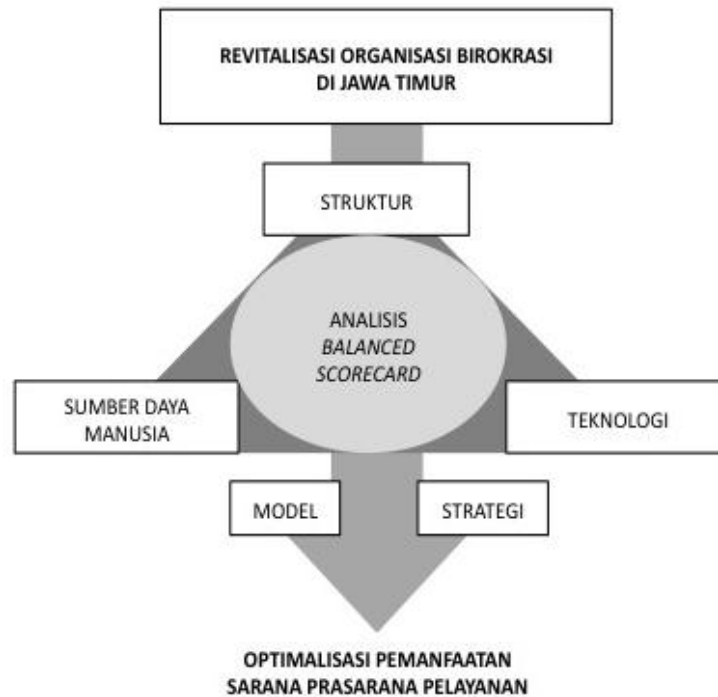 REVITALISASI ORGANISASI BIROKRASI
DI JAWA TIMUR
STRUKTUR
ANALISIS
BALANCED
SCORECARD
SUMBER DAYA
MANUSIA
TEKNOLOGI
MODEL
STRATEGI
OPTIMALISASI PEMANFAATAN
SARANA PRASARANA PELAYANAN